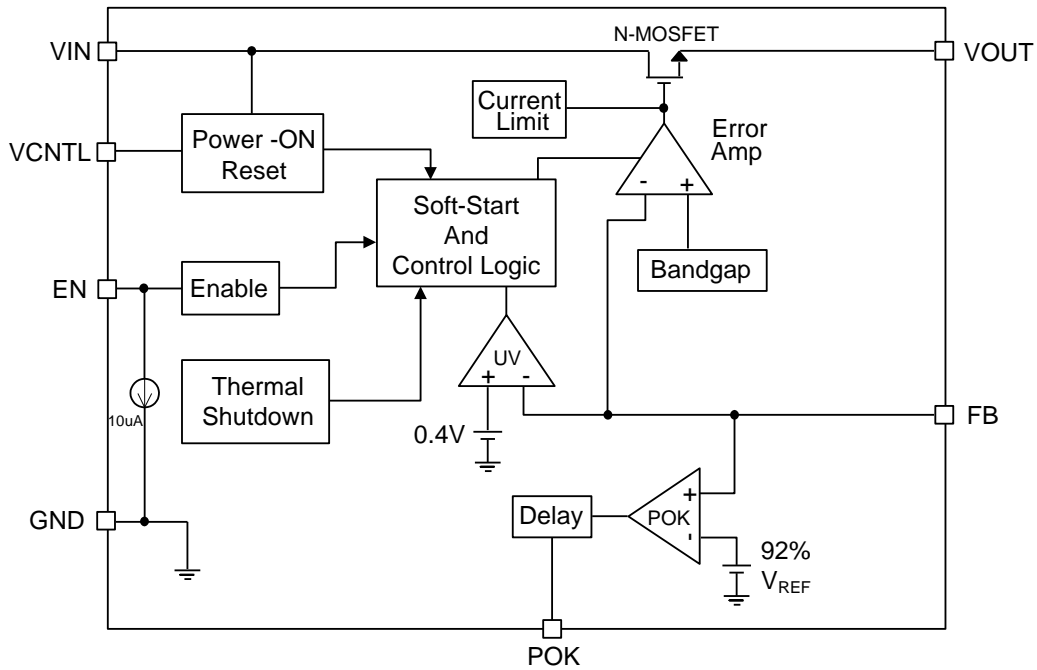 N-MOSFET
VIN
VOUT
Current
Limit
Error
Amp
VCNTL
Power -ON
Reset
-
+
Soft-Start
And
Control Logic
Bandgap
EN
Enable
UV
+
-
Thermal
Shutdown
10uA
0.4V
FB
+
POK
-
Delay
GND
92%
VREF
POK